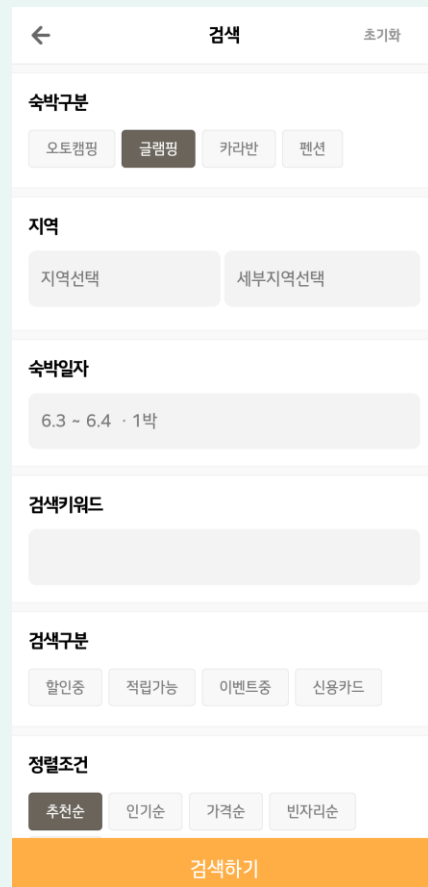 검색 초기화
숙박구분
오토캠핑 글램핑 카라반 펜션
지역
지역선택 세부지역선택
숙박일자
6.3 ~ 6.4 · 1박
검색키워드
검색구분
할인중 적립가능 이벤트중 신용카드
정렬조건
추천순 인기순 가격순 빈자리순
검색하기